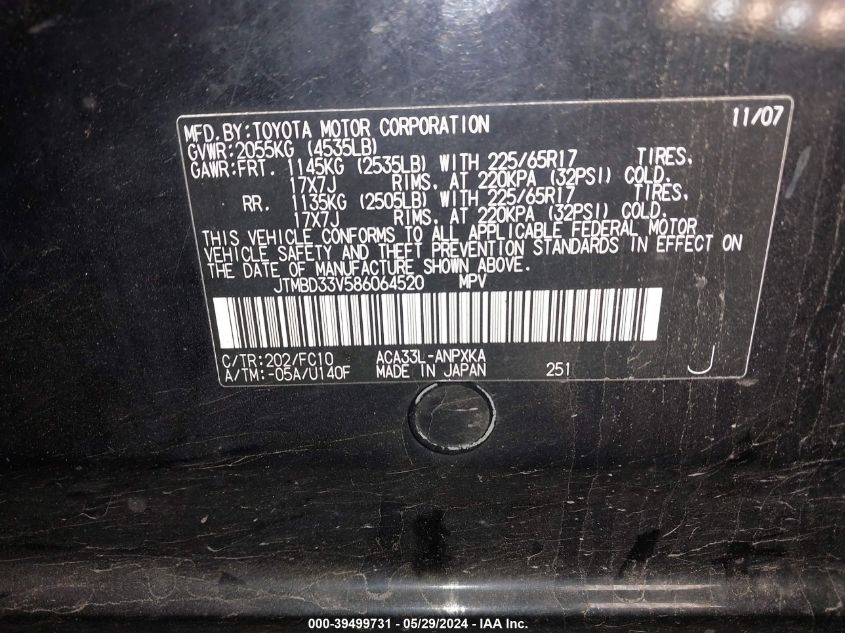 MFD. BY: TOYOTA MOTOR CORPORATION 11/07
GVWR: 2055KG (4535LB)
GAWR: FRT. 1145KG (2535LB) WITH 225/65R17 TIRES,
17X7J RIMS, AT 220KPA (32PSI) COLD.
RR. 1135KG (2505LB) WITH 225/65R17 TIRES,
17X7J RIMS, AT 220KPA (32PSI) COLD.
THIS VEHICLE CONFORMS TO ALL APPLICABLE FEDERAL MOTOR
VEHICLE SAFETY AND THEFT PREVENTION STANDARDS IN EFFECT ON
THE DATE OF MANUFACTURE SHOWN ABOVE.
JTMBD33V586064520 MPV
C/TR: 202/FC10 ACA33L-ANPXKA
A/TM: -05A/U140F MADE IN JAPAN 251 J
000-39499731 - 05/29/2024 - IAA Inc.